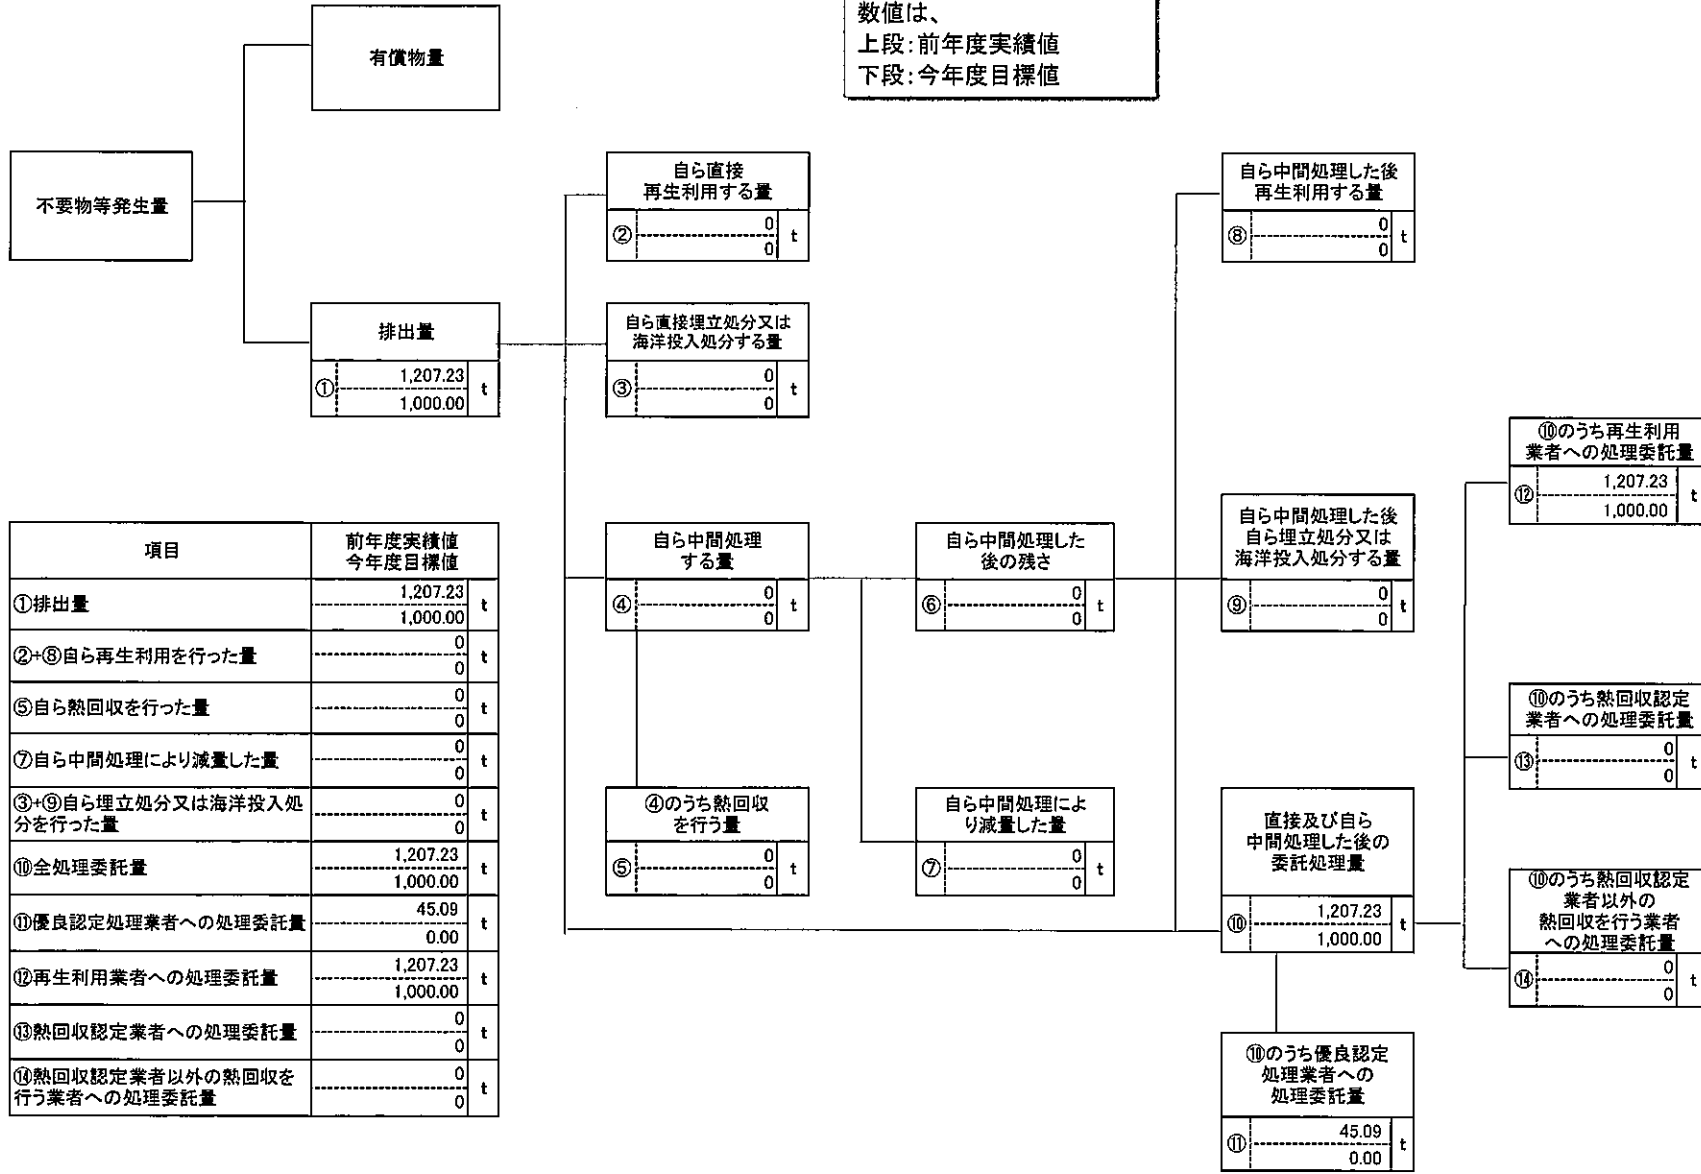 数値は、
上段:前年度実績値
下段:今年度目標値
有償物量
不要物等発生量
排出量
① 1,207.23 t
1,000.00
自ら直接
再生利用する量
② 0 t
0
自ら直接埋立処分又は
海洋投入処分する量
③ 0 t
0
自ら中間処理
する量
④ 0 t
0
④のうち熱回収
を行う量
⑤ 0 t
0
自ら中間処理した
後の残さ
⑥ 0 t
0
自ら中間処理によ
り減量した量
⑦ 0 t
0
自ら中間処理した後
再生利用する量
⑧ 0 t
0
自ら中間処理した後
自ら埋立処分又は
海洋投入処分する量
⑨ 0 t
0
直接及び自ら
中間処理した後の
委託処理量
⑩ 1,207.23 t
1,000.00
⑩のうち優良認定
処理業者への
処理委託量
⑪ 45.09 t
0.00
⑩のうち再生利用
業者への処理委託量
⑫ 1,207.23 t
1,000.00
⑩のうち熱回収認定
業者への処理委託量
⑬ 0 t
0
⑩のうち熱回収認定
業者以外の
熱回収を行う業者
への処理委託量
⑭ 0 t
0
項目 前年度実績値
今年度目標値
①排出量 1,207.23 t
1,000.00
②+⑧自ら再生利用を行った量 0 t
0
⑤自ら熱回収を行った量 0 t
0
⑦自ら中間処理により減量した量 0 t
0
③+⑨自ら埋立処分又は海洋投入処
分を行った量 0 t
0
⑩全処理委託量 1,207.23 t
1,000.00
⑪優良認定処理業者への処理委託量 45.09 t
0.00
⑫再生利用業者への処理委託量 1,207.23 t
1,000.00
⑬熱回収認定業者への処理委託量 0 t
0
⑭熱回収認定業者以外の熱回収を
行う業者への処理委託量 0 t
0